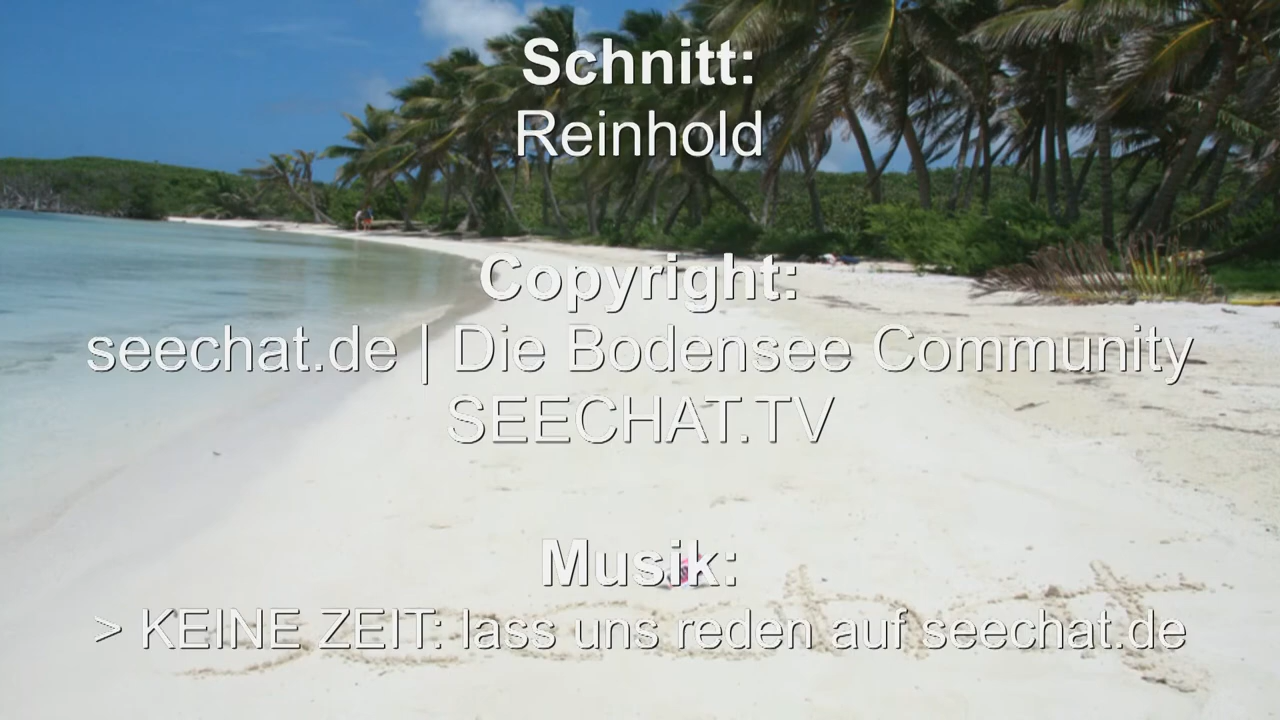 Schnitt:
Reinhold
Copyright:
seechat.de | Die Bodensee Community
SEECHAT.TV
Musik:
> KEINE ZEIT: lass uns reden auf seechat.de
seechat